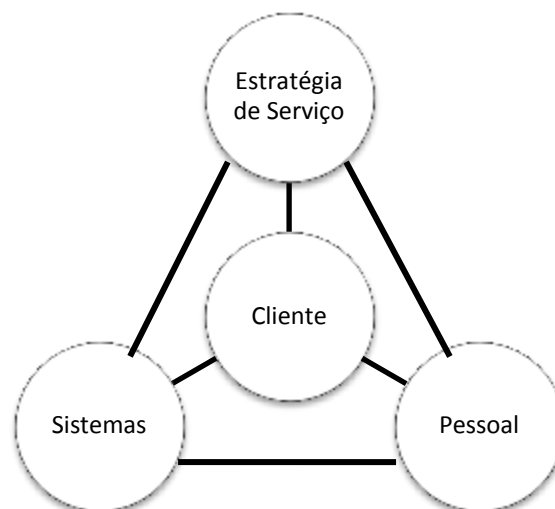 Estratégia
de Serviço
Cliente
Sistemas
Pessoal